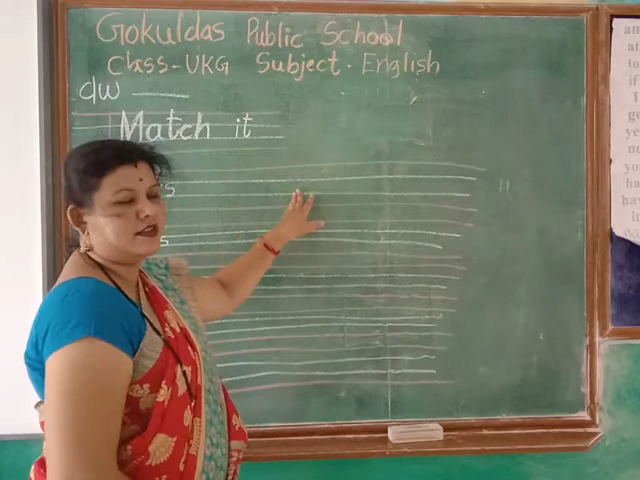 Gokuldas Public School
Class-UKG Subject. English
c/w
Match it